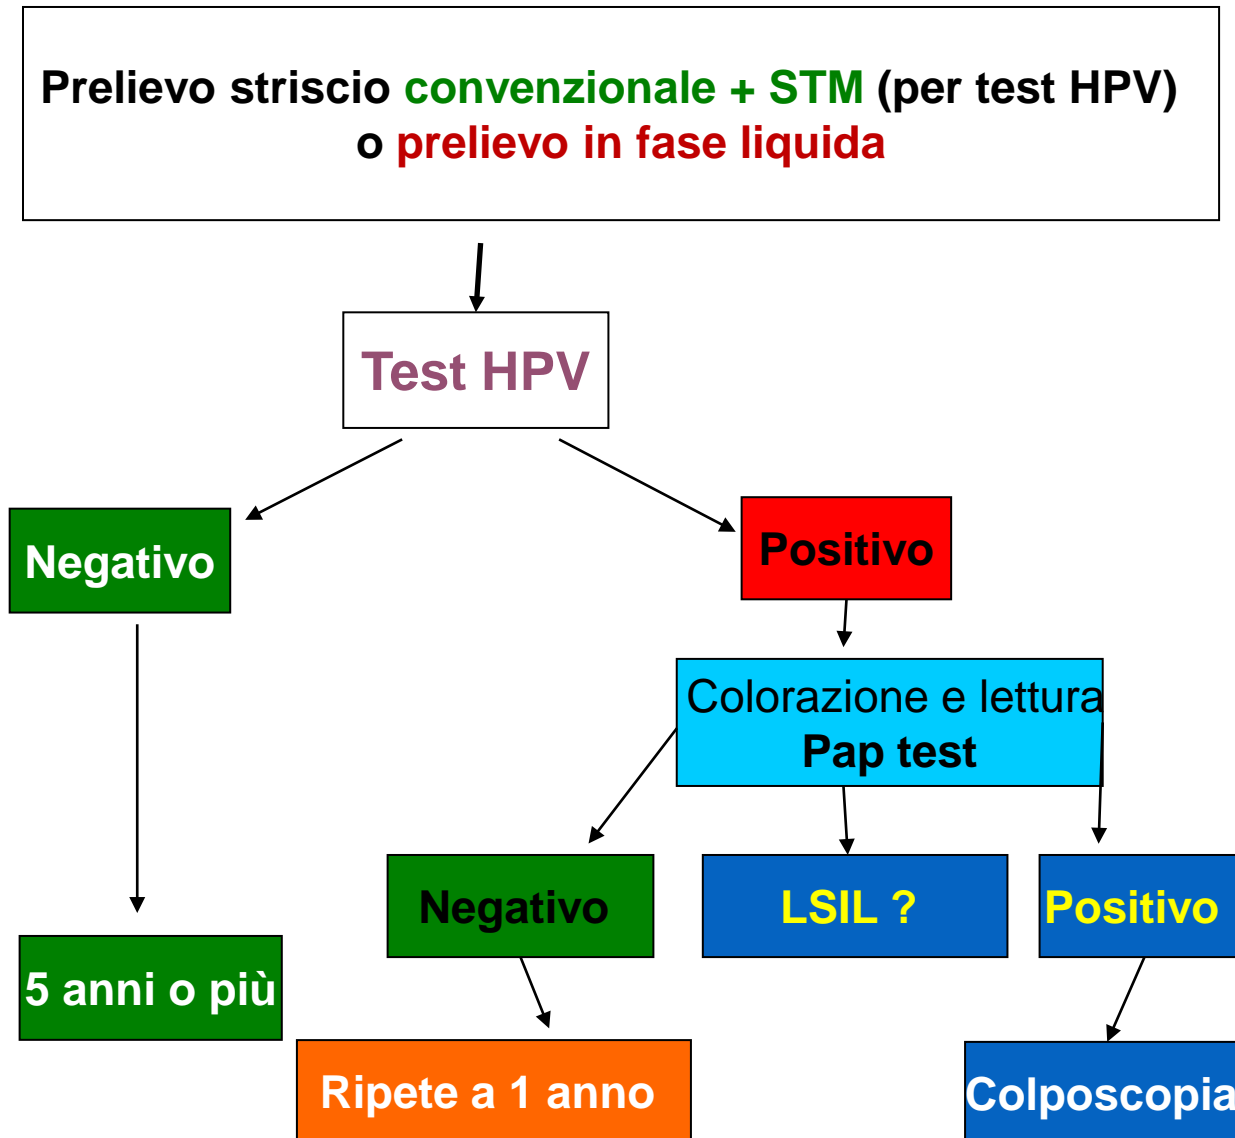 Prelievo striscio convenzionale + STM (per test HPV)
o prelievo in fase liquida
Test HPV
Negativo
Positivo
Colorazione e lettura
Pap test
Negativo
LSIL ?
Positivo
5 anni o più
Ripete a 1 anno
Colposcopia